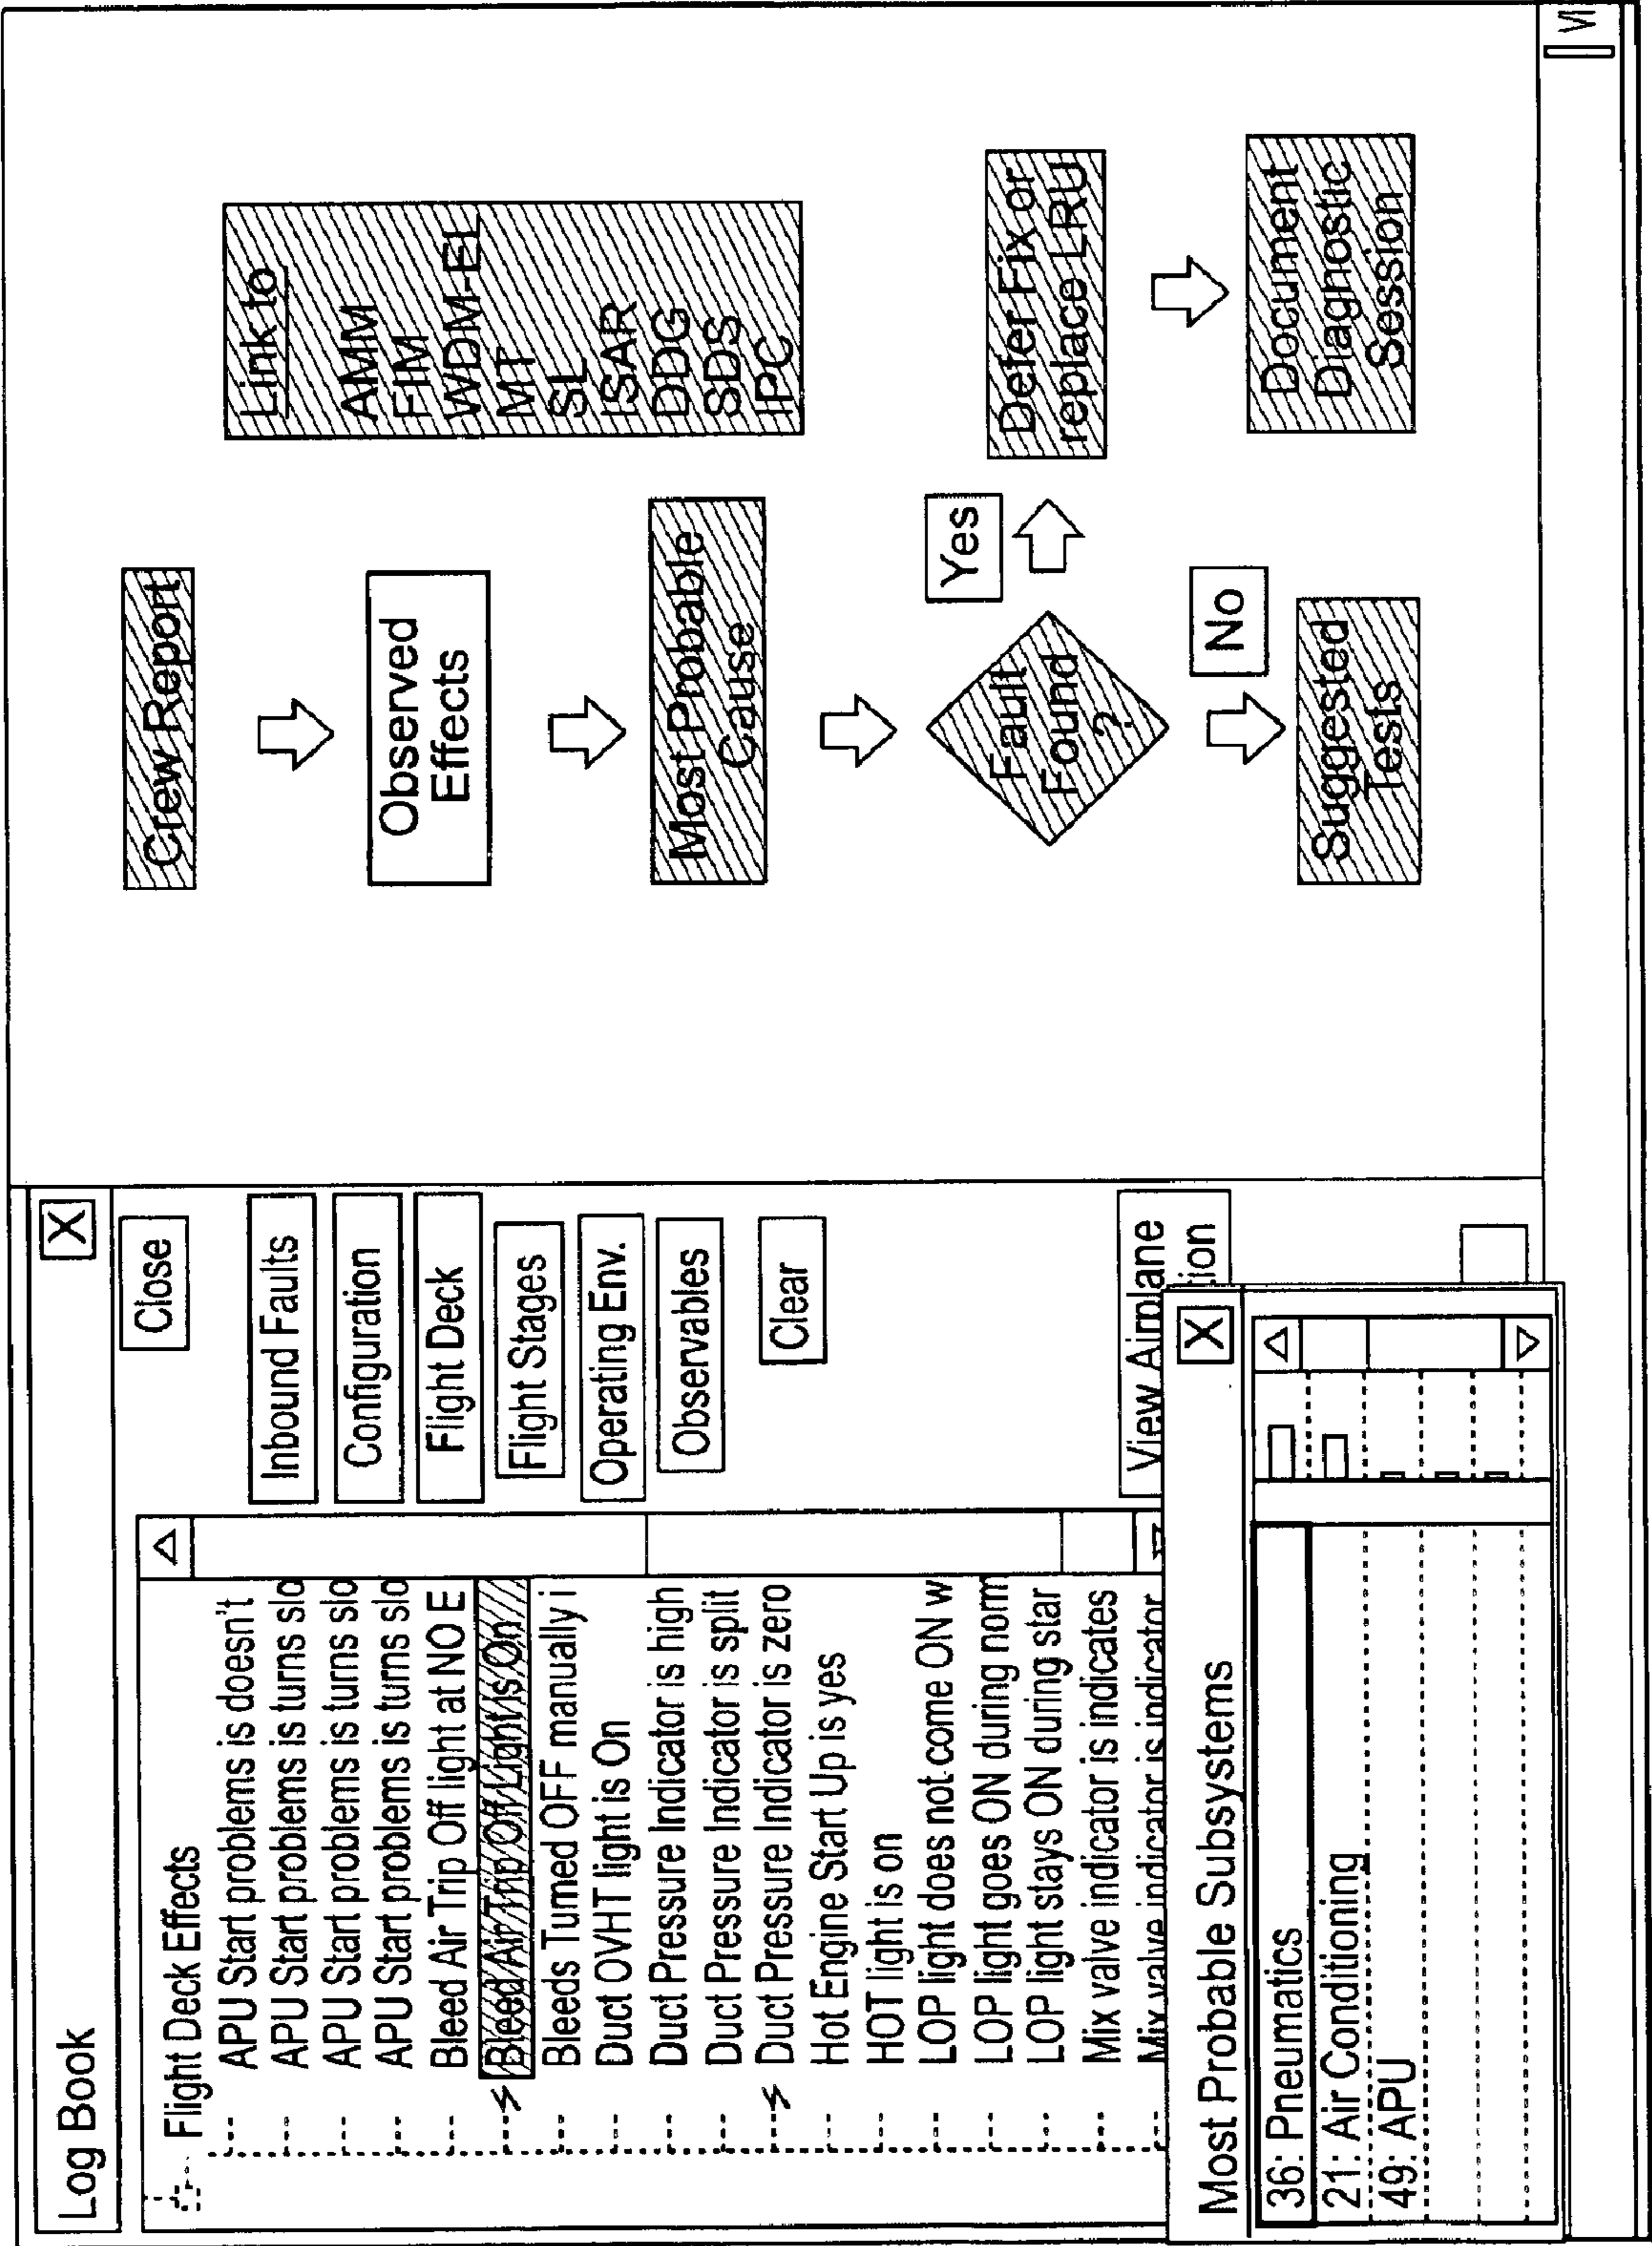 Log Book
X
Close
Flight Deck Effects
APU Start problems is doesn't
APU Start problems is turns slo
APU Start problems is turns slo
APU Start problems is turns slo
Bleed Air Trip Off light at NO E
Bleed Air Trip Off Light is On
Bleeds Turned OFF manually i
Duct OVHT light is On
Duct Pressure Indicator is high
Duct Pressure Indicator is split
Duct Pressure Indicator is zero
Hot Engine Start Up is yes
HOT light is on
LOP light does not come ON w
LOP light goes ON during nom
LOP light stays ON during star
Mix valve indicator is indicates
Mix valve indicator is indicator
Inbound Faults
Configuration
Flight Deck
Flight Stages
Operating Env.
Observables
Clear
View Airplane
ion
Most Probable Subsystems
X
36: Pneumatics
21: Air Conditioning
49: APU
Crew Report
Observed
Effects
Most Probable
Cause
Fault
Found
?
Yes
No
Suggested
Tests
Link to
AMM
FIM
WDM-EL
MT
SL
ISAR
DDG
SDS
IPC
Defer Fix or
replace LRU
Document
Diagnostic
Session